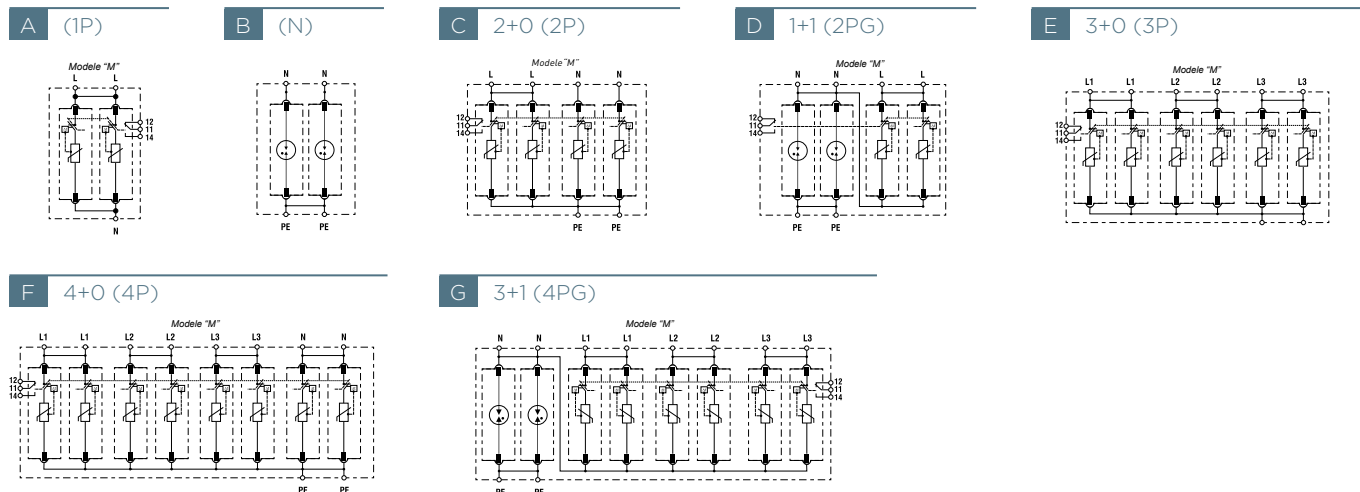 A (1P)
B (N)
C 2+0 (2P)
D 1+1 (2PG)
E 3+0 (3P)
Modele "M"
L L
12
11
14
N
N N
PE PE
Modele "M"
L L N N
12
11
14
PE PE
Modele "M"
N N L L
12
11
14
PE PE
Modele "M"
L1 L1 L2 L2 L3 L3
12
11
14
F 4+0 (4P)
G 3+1 (4PG)
Modele "M"
L1 L1 L2 L2 L3 L3 N N
12
11
14
PE PE
Modele "M"
N N L1 L1 L2 L2 L3 L3
12
11
14
PE PE